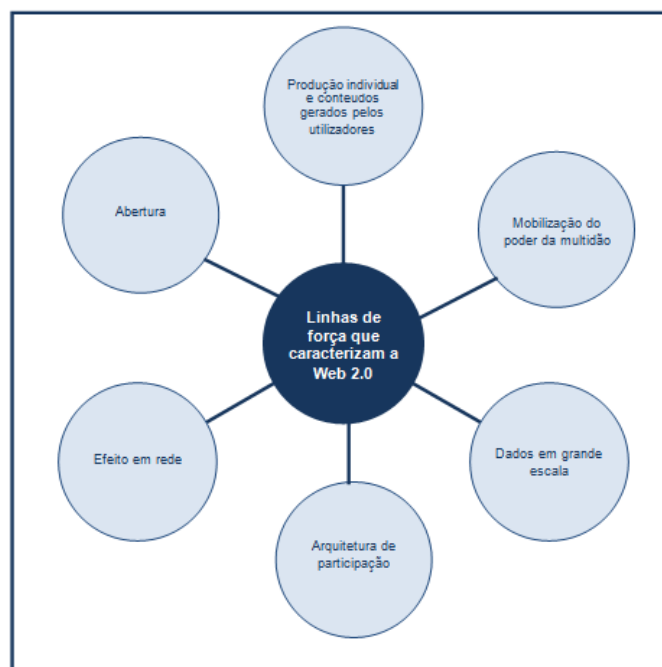 Produção individual
e conteudos
gerados pelos
utilizadores
Abertura
Mobilização do
poder da multidão
Linhas de
força que
caracterizam a
Web 2.0
Efeito em rede
Dados em grande
escala
Arquitetura de
participação